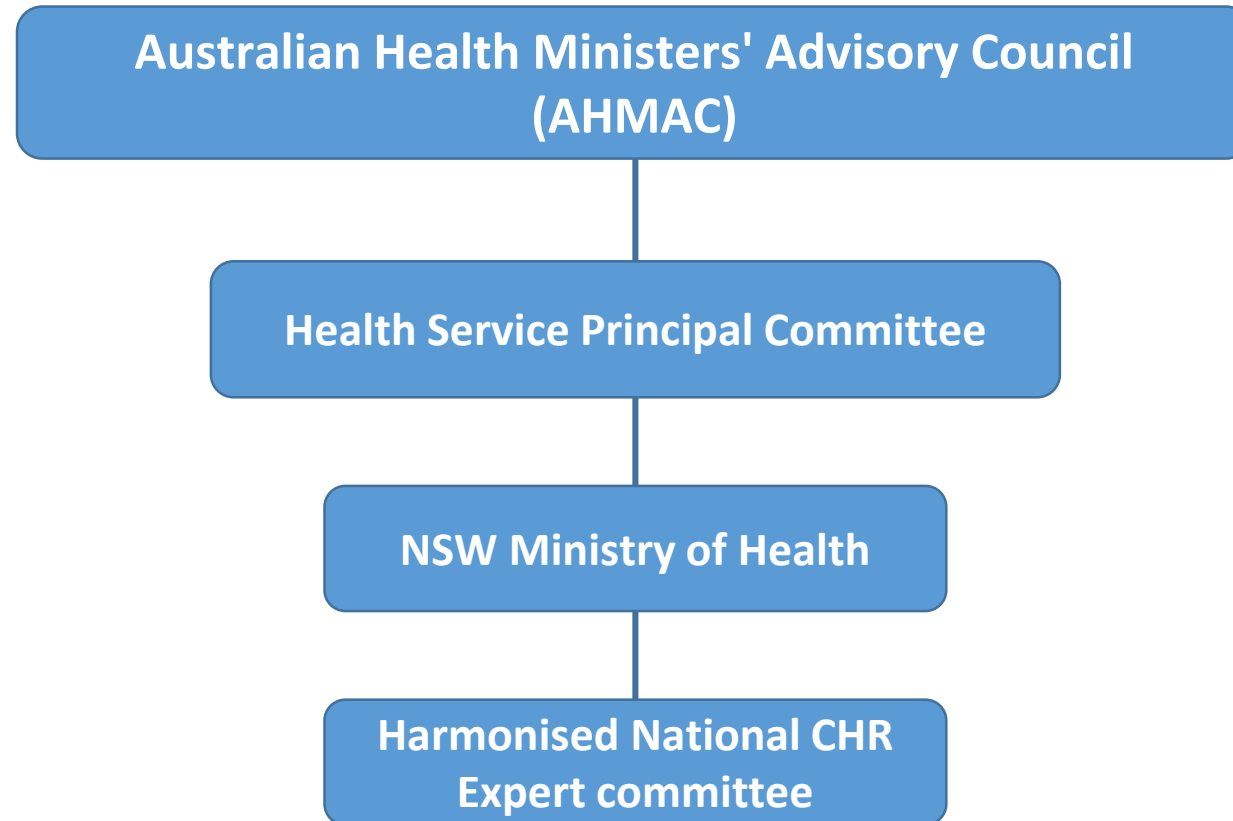 Australian Health Ministers' Advisory Council
(AHMAC)
Health Service Principal Committee
NSW Ministry of Health
Harmonised National CHR
Expert committee